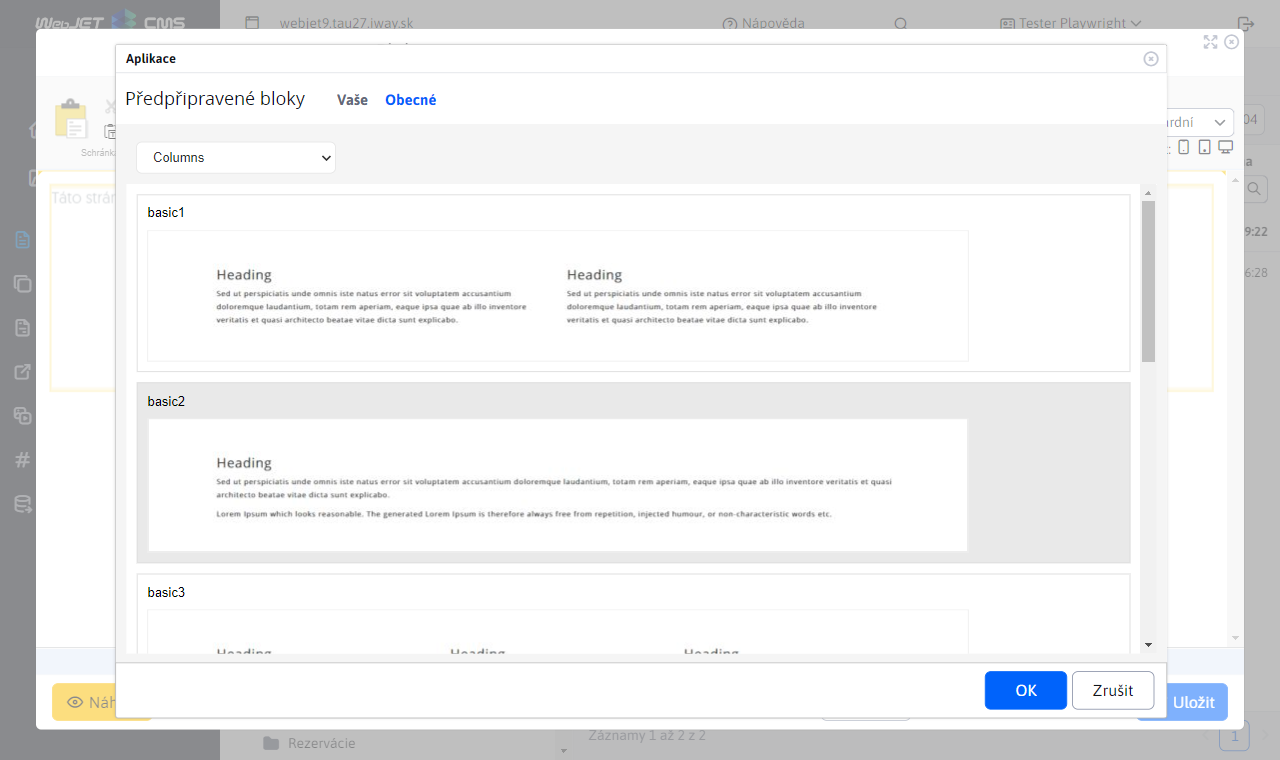 WebJET CMS
webjet9.tau27.iway.sk
Nápověda
Tester Playwright
Aplikace
Předpřipravené bloky
Vaše
Obecné
Schránka
rdní
04
Columns
Táto strán
9:22
6:28
basic1
Heading
Sed ut perspiciatis unde omnis iste natus error sit voluptatem accusantium
doloremque laudantium, totam rem aperiam, eaque ipsa quae ab illo inventore
veritatis et quasi architecto beatae vitae dicta sunt explicabo.
Heading
Sed ut perspiciatis unde omnis iste natus error sit voluptatem accusantium
doloremque laudantium, totam rem aperiam, eaque ipsa quae ab illo inventore
veritatis et quasi architecto beatae vitae dicta sunt explicabo.
basic2
Heading
Sed ut perspiciatis unde omnis iste natus error sit voluptatem accusantium doloremque laudantium, totam rem aperiam, eaque ipsa quae ab illo inventore veritatis et quasi
architecto beatae vitae dicta sunt explicabo.
Lorem Ipsum which looks reasonable. The generated Lorem Ipsum is therefore always free from repetition, injected humour, or non-characteristic words etc.
basic3
Heading
Heading
Heading
OK
Zrušit
Náh
Uložit
Rezervácie
Záznamy 1 až 2 z 2
1